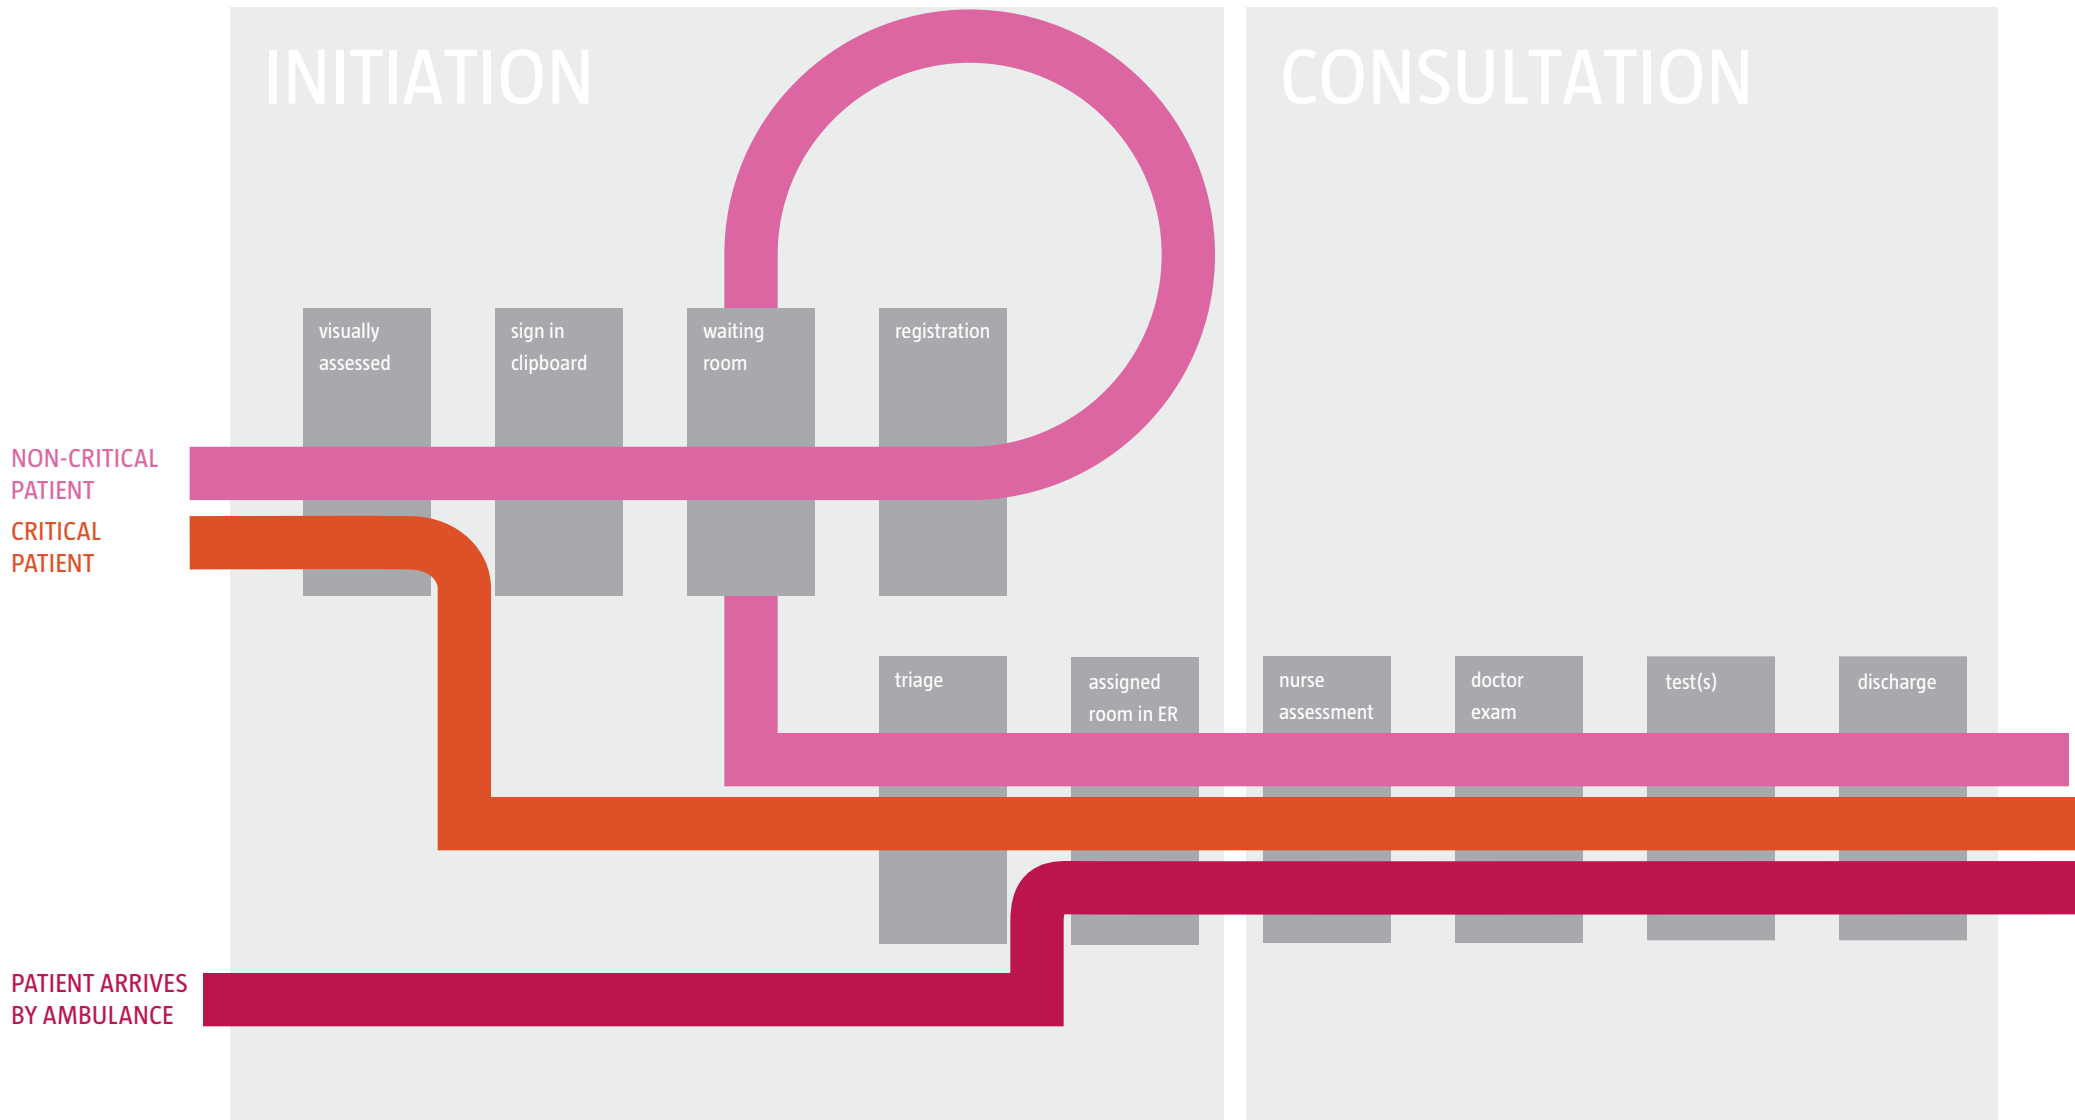 INITIATION
CONSULTATION
visually
assessed
sign in
clipboard
waiting
room
registration
NON-CRITICAL
PATIENT
CRITICAL
PATIENT
triage
assigned
room in ER
nurse
assessment
doctor
exam
test(s)
discharge
PATIENT ARRIVES
BY AMBULANCE